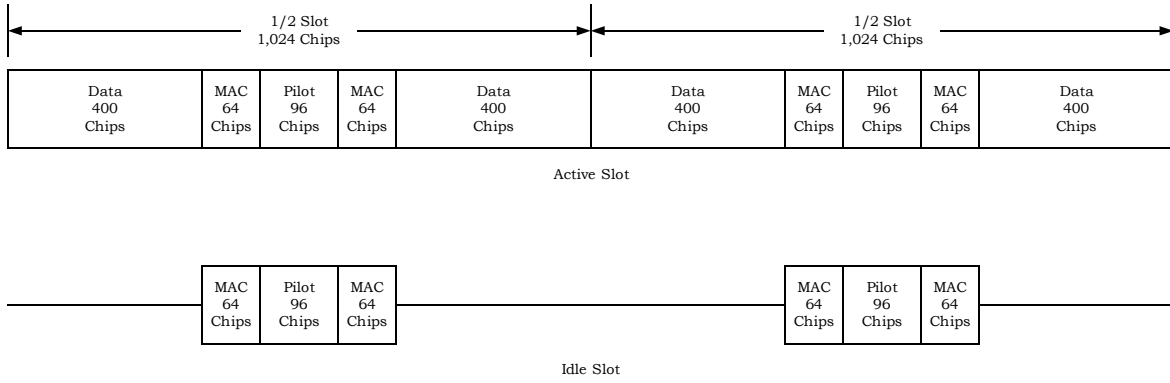 1/2 Slot
1,024 Chips
1/2 Slot
1,024 Chips
Data
400
Chips
MAC
64
Chips
Pilot
96
Chips
MAC
64
Chips
Data
400
Chips
Data
400
Chips
MAC
64
Chips
Pilot
96
Chips
MAC
64
Chips
Data
400
Chips
Active Slot
MAC
64
Chips
Pilot
96
Chips
MAC
64
Chips
MAC
64
Chips
Pilot
96
Chips
MAC
64
Chips
Idle Slot